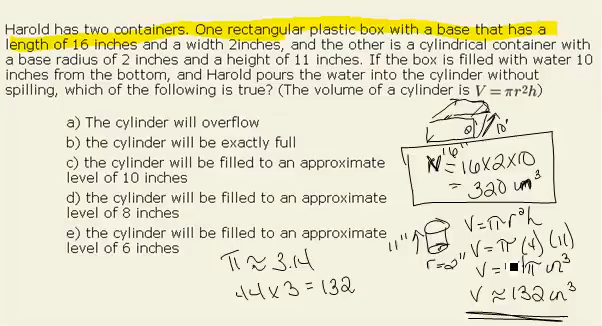 Harold has two containers. One rectangular plastic box with a base that has a
length of 16 inches and a width 2inches, and the other is a cylindrical container with
a base radius of 2 inches and a height of 11 inches. If the box is filled with water 10
inches from the bottom, and Harold pours the water into the cylinder without
spilling, which of the following is true? (The volume of a cylinder is V = πr²h)
a) The cylinder will overflow
b) the cylinder will be exactly full
c) the cylinder will be filled to an approximate
level of 10 inches
d) the cylinder will be filled to an approximate
level of 8 inches
e) the cylinder will be filled to an approximate
level of 6 inches
10'
16"
V = 16 x 2 x 10
= 320 in³
11"
r=2"
V = πr²h
V = π (4) (11)
π in³
V ≈ 132 in³
π ≈ 3.14
44 x 3 = 132